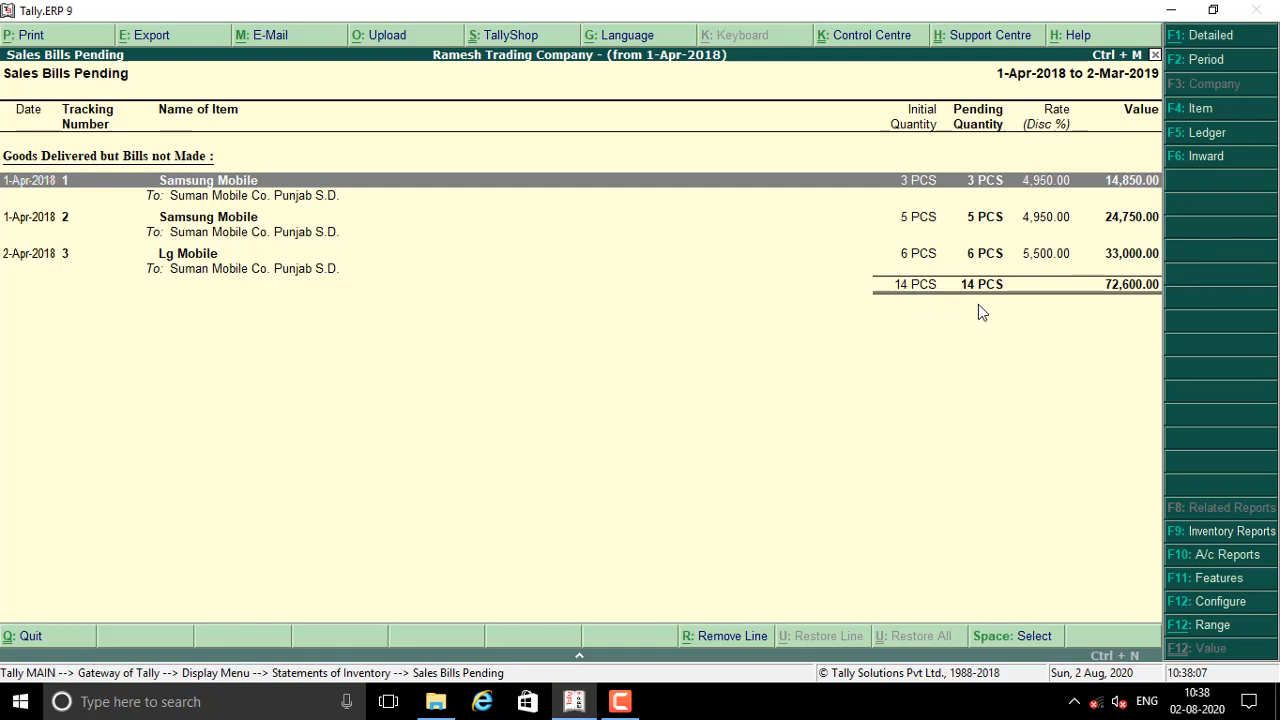 Tally.ERP 9
P: Print E: Export M: E-Mail O: Upload S: TallyShop G: Language K: Keyboard K: Control Centre H: Support Centre H: Help
Sales Bills Pending Ramesh Trading Company - (from 1-Apr-2018) Ctrl + M
Sales Bills Pending 1-Apr-2018 to 2-Mar-2019
Date Tracking Name of Item Initial Pending Rate Value
Number Quantity Quantity (Disc %)
Goods Delivered but Bills not Made :
1-Apr-2018 1 Samsung Mobile 3 PCS 3 PCS 4,950.00 14,850.00
To: Suman Mobile Co. Punjab S.D.
1-Apr-2018 2 Samsung Mobile 5 PCS 5 PCS 4,950.00 24,750.00
To: Suman Mobile Co. Punjab S.D.
2-Apr-2018 3 Lg Mobile 6 PCS 6 PCS 5,500.00 33,000.00
To: Suman Mobile Co. Punjab S.D.
14 PCS 14 PCS 72,600.00
F1: Detailed
F2: Period
F3: Company
F4: Item
F5: Ledger
F6: Inward
F8: Related Reports
F9: Inventory Reports
F10: A/c Reports
F11: Features
F12: Configure
F12: Range
F12: Value
Q: Quit R: Remove Line U: Restore Line U: Restore All Space: Select
Ctrl + N
Tally MAIN --> Gateway of Tally --> Display Menu --> Statements of Inventory --> Sales Bills Pending © Tally Solutions Pvt Ltd., 1988-2018 Sun, 2 Aug, 2020 10:38:07
Type here to search ENG 10:38
02-08-2020